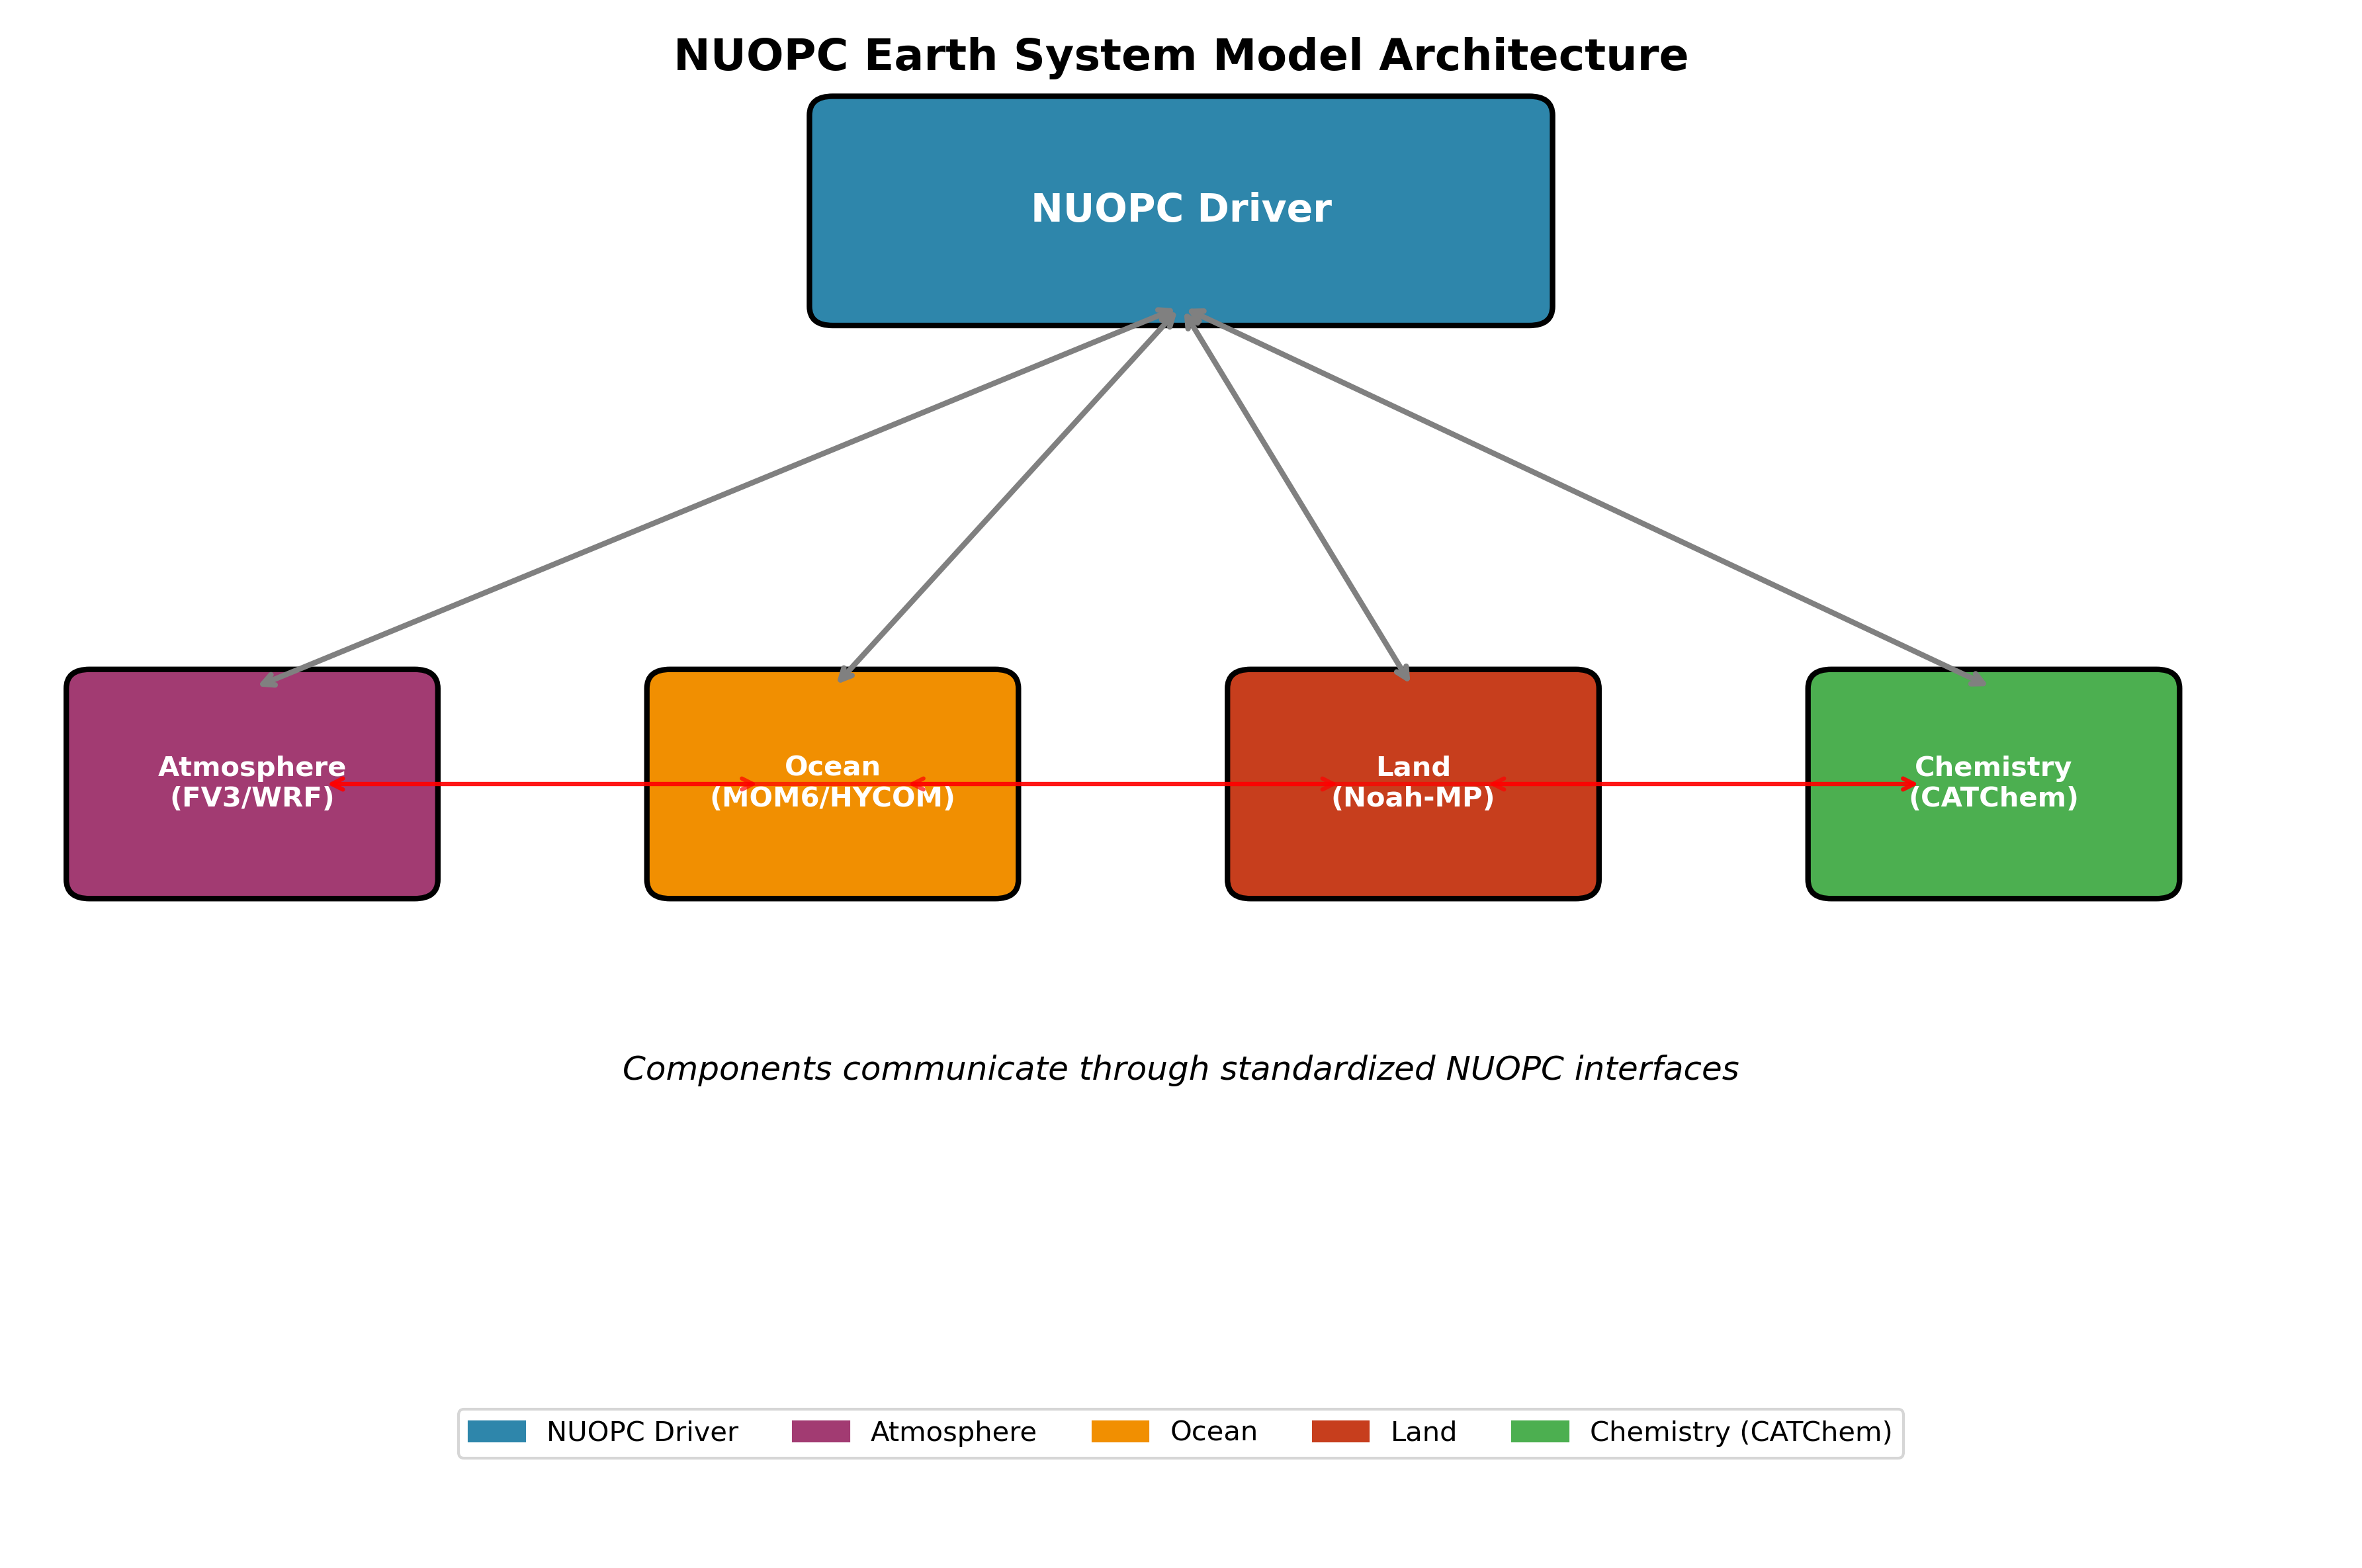 NUOPC Earth System Model Architecture
NUOPC Driver
Atmosphere
(FV3/WRF)
Ocean
(MOM6/HYCOM)
Land
(Noah-MP)
Chemistry
(CATChem)
Components communicate through standardized NUOPC interfaces
NUOPC Driver
Atmosphere
Ocean
Land
Chemistry (CATChem)